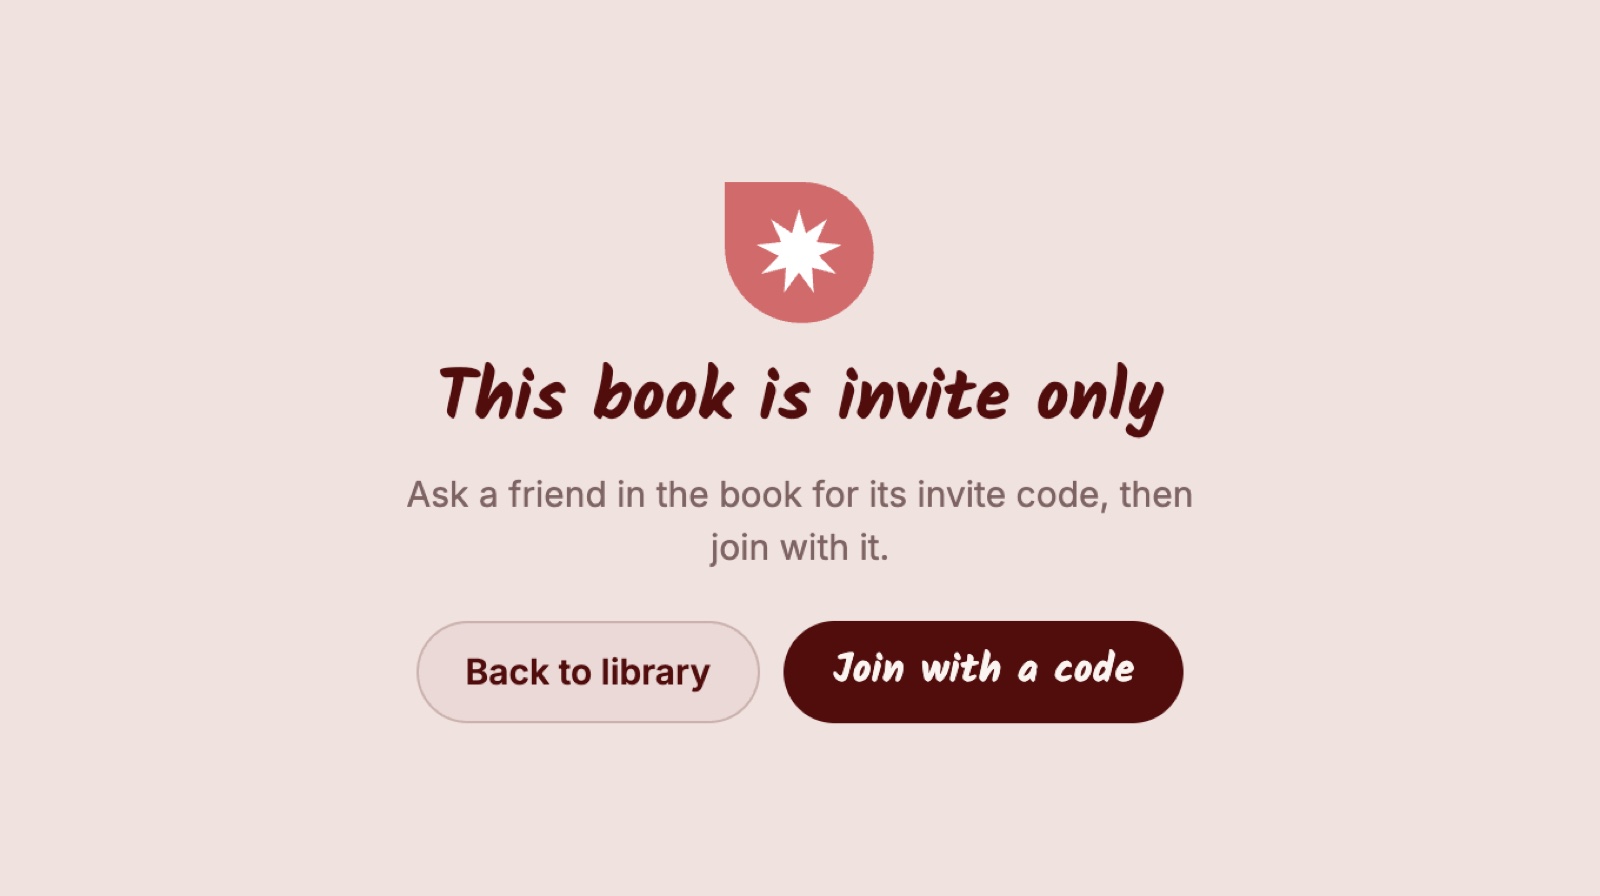 This book is invite only
Ask a friend in the book for its invite code, then
join with it.
Back to library
Join with a code